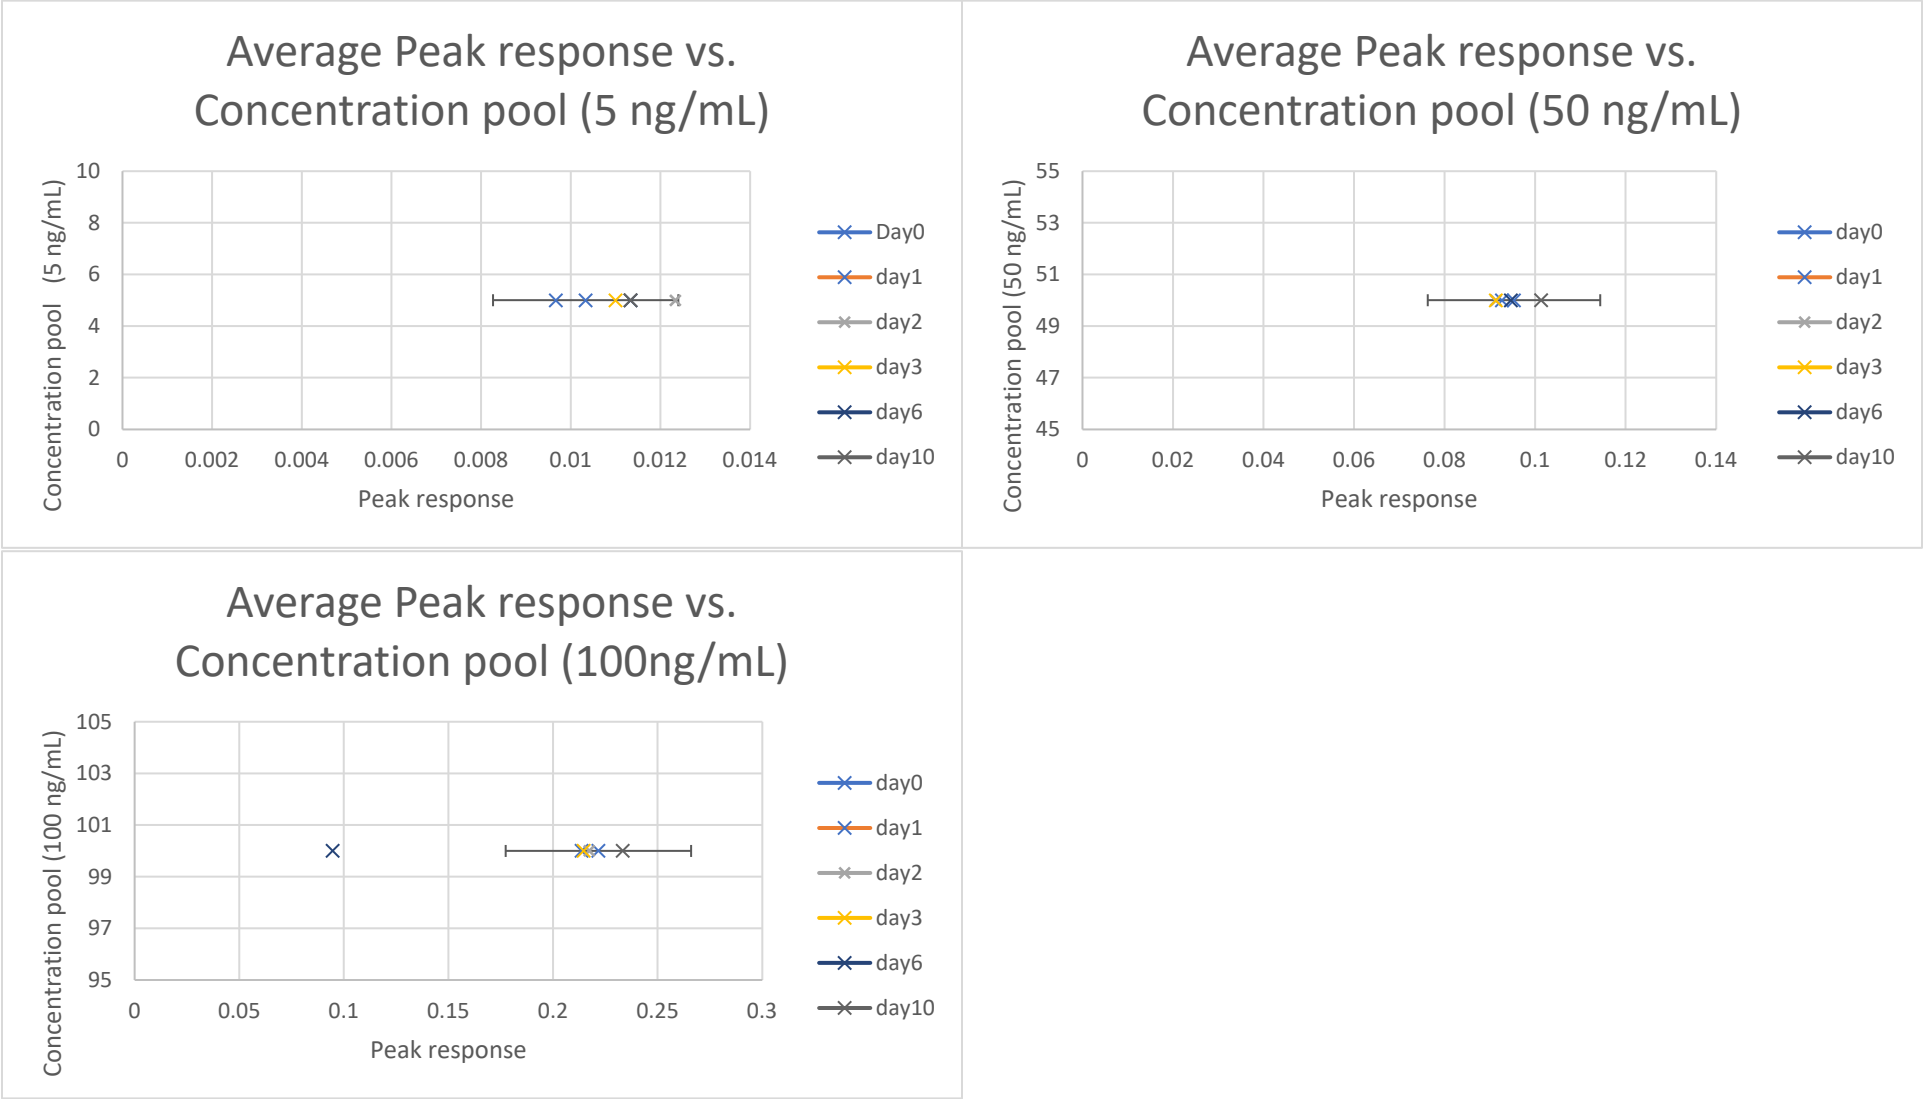 Average Peak response vs.
Concentration pool (5 ng/mL)
Concentration pool  (5 ng/mL)
10
8
6
4
2
0
0 0.002 0.004 0.006 0.008 0.01 0.012 0.014
Peak response
Day0
day1
day2
day3
day6
day10
Average Peak response vs.
Concentration pool (50 ng/mL)
Concentration pool (50 ng/mL)
55
53
51
49
47
45
0 0.02 0.04 0.06 0.08 0.1 0.12 0.14
Peak response
day0
day1
day2
day3
day6
day10
Average Peak response vs.
Concentration pool (100ng/mL)
Concentration pool (100 ng/mL)
105
103
101
99
97
95
0 0.05 0.1 0.15 0.2 0.25 0.3
Peak response
day0
day1
day2
day3
day6
day10